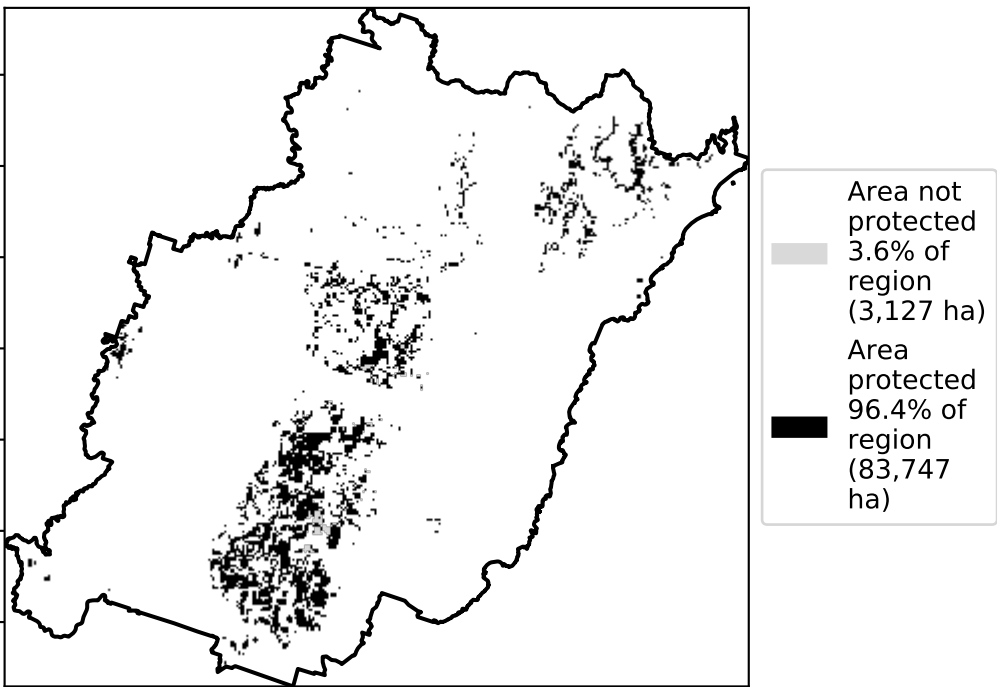 Area not
protected
3.6% of
region
(3,127 ha)
Area
protected
96.4% of
region
(83,747
ha)